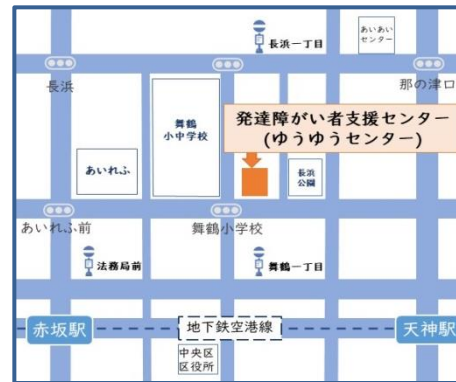 長浜一丁目
あいあい
センター
長浜
那の津口
舞鶴
小中学校
発達障がい者支援センター
(ゆうゆうセンター)
あいれふ
長浜
公園
あいれふ前
舞鶴小学校
法務局前
舞鶴一丁目
赤坂駅
地下鉄空港線
天神駅
中央区
区役所